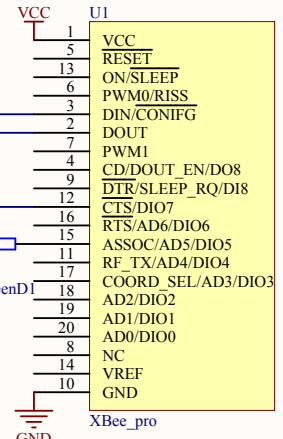 VCC
U1
1 VCC
5 RESET
13 ON/SLEEP
6 PWM0/RISS
3 DIN/CONIFG
2 DOUT
7 PWM1
4 CD/DOUT_EN/DO8
9 DTR/SLEEP_RQ/DI8
12 CTS/DIO7
16 RTS/AD6/DIO6
15 ASSOC/AD5/DIO5
11 RF_TX/AD4/DIO4
17 COORD_SEL/AD3/DIO3
eenD1
18 AD2/DIO2
19 AD1/DIO1
20 AD0/DIO0
8 NC
14 VREF
10 GND
XBee_pro
GND